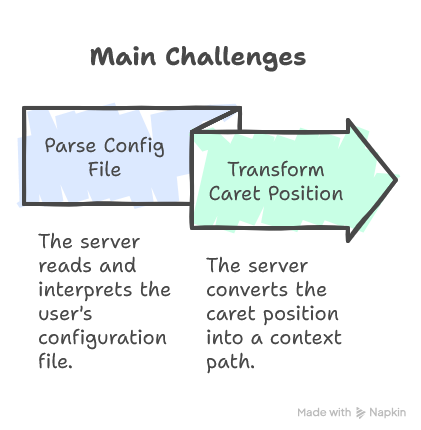 Main Challenges
Parse Config
File
Transform
Caret Position
The server
reads and
interprets the
user's
configuration
file.
The server
converts the
caret position
into a context
path.
Made with Napkin